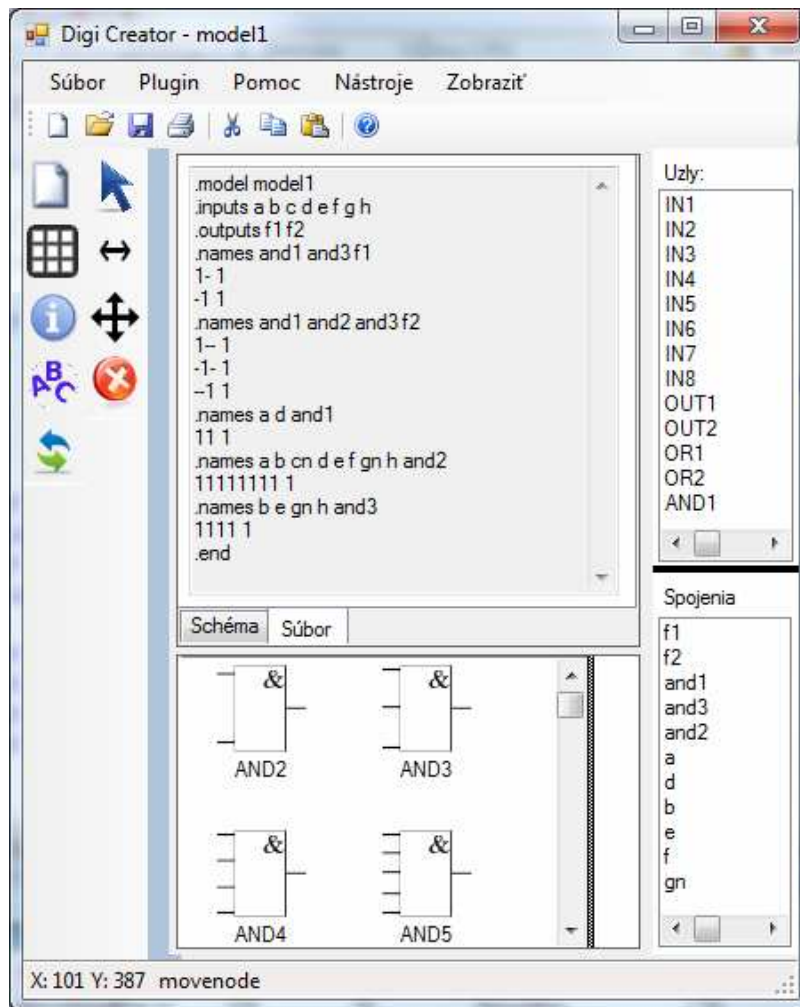 Digi Creator - model1
Súbor Plugin Pomoc Nástroje Zobraziť
.model model1
.inputs a b c d e f g h
.outputs f1 f2
.names and1 and3 f1
1- 1
-1 1
.names and1 and2 and3 f2
1-- 1
-1- 1
--1 1
.names a d and1
11 1
.names a b cn d e f gn h and2
11111111 1
.names b e gn h and3
1111 1
.end
Schéma Súbor
&
AND2
&
AND3
&
AND4
&
AND5
Uzly:
IN1
IN2
IN3
IN4
IN5
IN6
IN7
IN8
OUT1
OUT2
OR1
OR2
AND1
Spojenia
f1
f2
and1
and3
and2
a
d
b
e
f
gn
X: 101 Y: 387 movenode
ABC